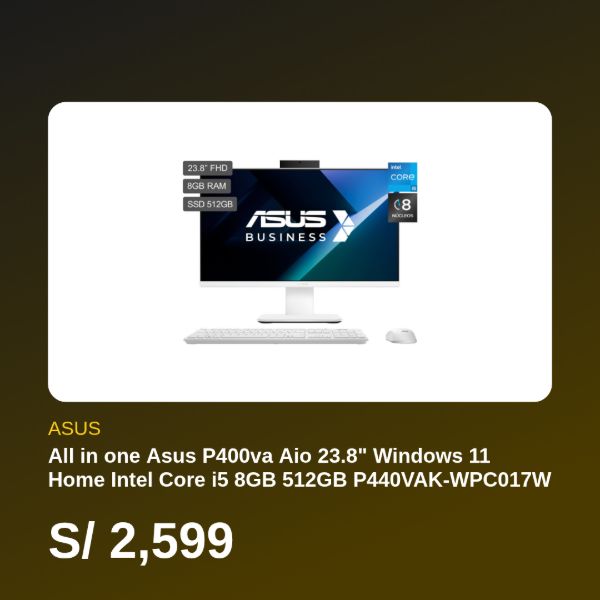 23.8" FHD
8GB RAM
SSD 512GB
intel
CORE
i5
8
NÚCLEOS
ASUS
BUSINESS
ASUS
All in one Asus P400va Aio 23.8" Windows 11
Home Intel Core i5 8GB 512GB P440VAK-WPC017W
S/ 2,599